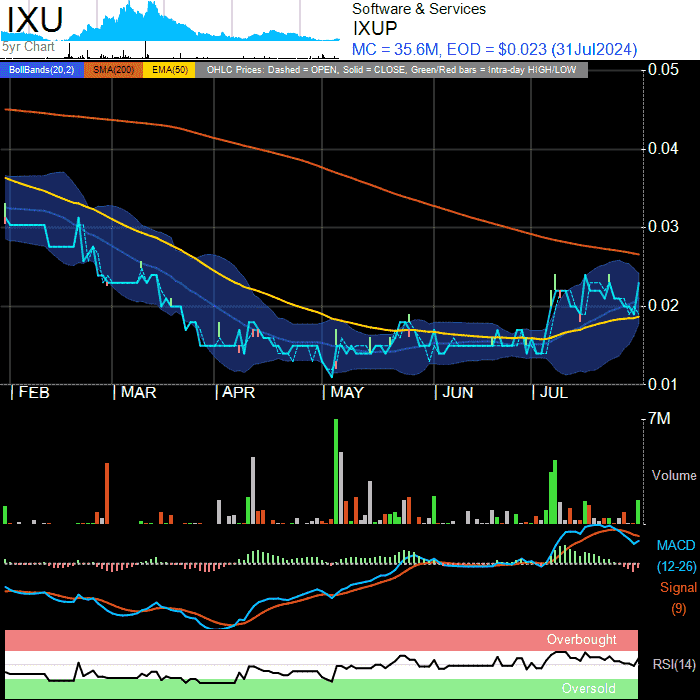 IXU
5yr Chart
Software & Services
IXUP
MC = 35.6M, EOD = $0.023 (31Jul2024)
BollBands(20,2) SMA(200) EMA(50) OHLC Prices: Dashed = OPEN, Solid = CLOSE, Green/Red bars = Intra-day HIGH/LOW
0.05
0.04
0.03
0.02
0.01
FEB MAR APR MAY JUN JUL
7M
Volume
MACD
(12-26)
Signal
(9)
Overbought
RSI(14)
Oversold